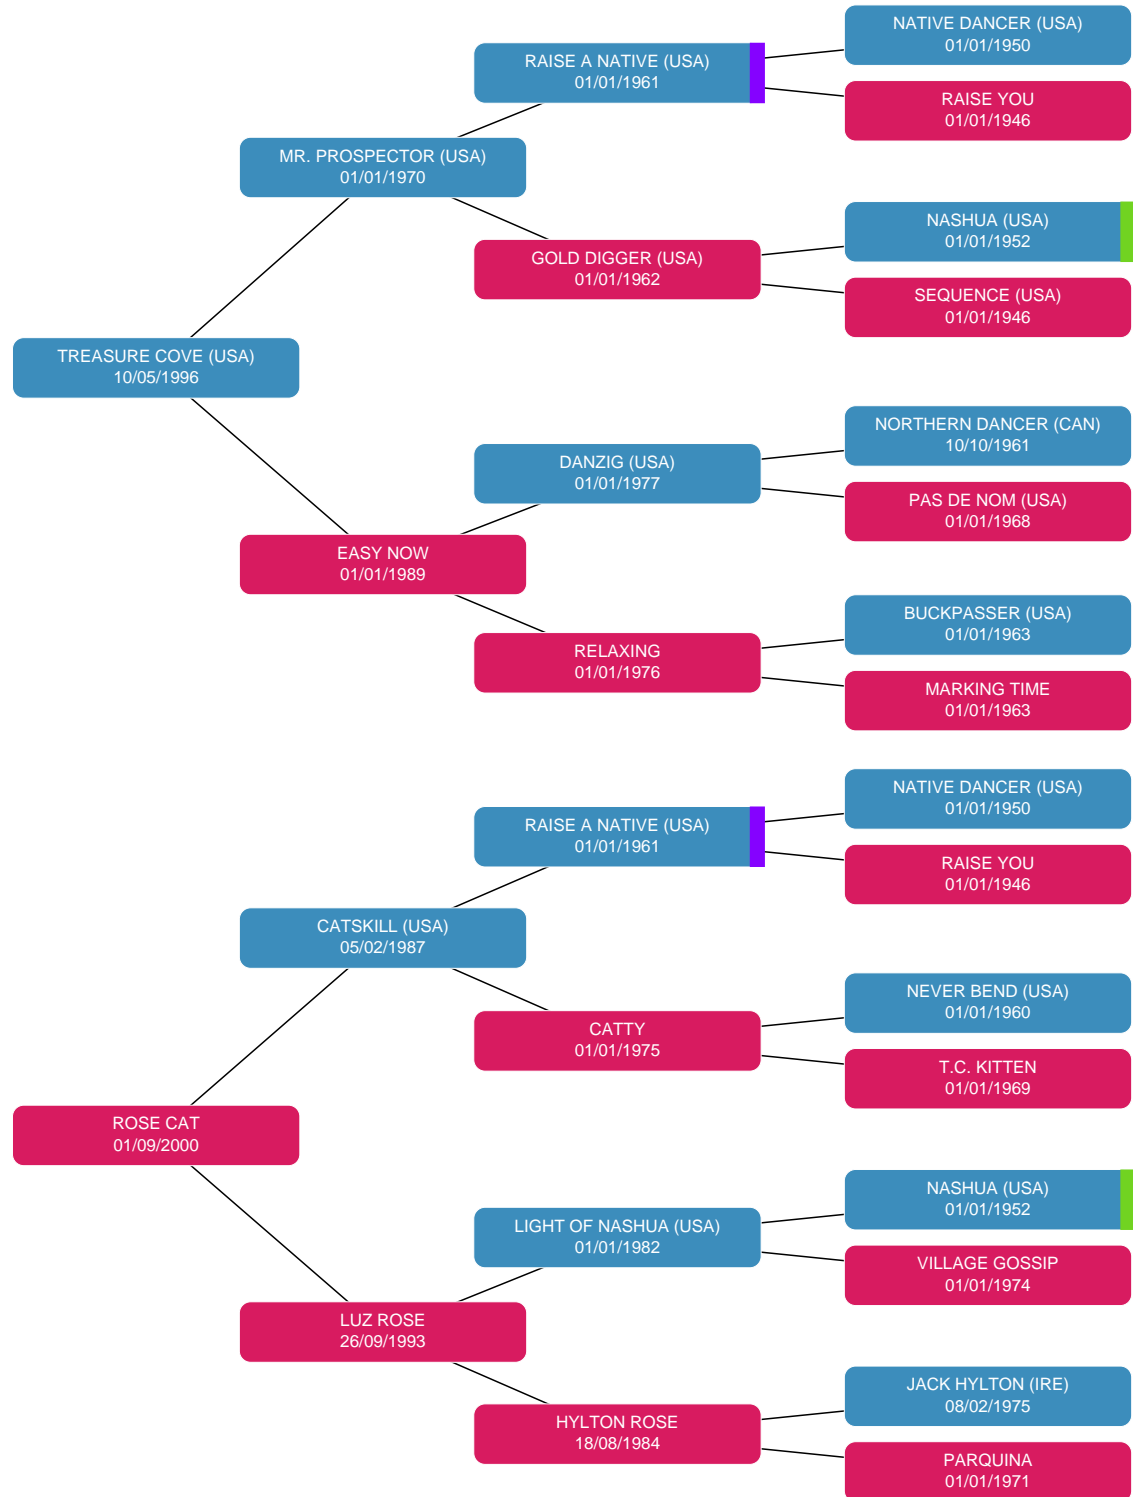 NATIVE DANCER (USA)
01/01/1950
RAISE A NATIVE (USA)
01/01/1961
RAISE YOU
01/01/1946
MR. PROSPECTOR (USA)
01/01/1970
NASHUA (USA)
01/01/1952
GOLD DIGGER (USA)
01/01/1962
SEQUENCE (USA)
01/01/1946
TREASURE COVE (USA)
10/05/1996
NORTHERN DANCER (CAN)
10/10/1961
DANZIG (USA)
01/01/1977
PAS DE NOM (USA)
01/01/1968
EASY NOW
01/01/1989
BUCKPASSER (USA)
01/01/1963
RELAXING
01/01/1976
MARKING TIME
01/01/1963
NATIVE DANCER (USA)
01/01/1950
RAISE A NATIVE (USA)
01/01/1961
RAISE YOU
01/01/1946
CATSKILL (USA)
05/02/1987
NEVER BEND (USA)
01/01/1960
CATTY
01/01/1975
T.C. KITTEN
01/01/1969
ROSE CAT
01/09/2000
NASHUA (USA)
01/01/1952
LIGHT OF NASHUA (USA)
01/01/1982
VILLAGE GOSSIP
01/01/1974
LUZ ROSE
26/09/1993
JACK HYLTON (IRE)
08/02/1975
HYLTON ROSE
18/08/1984
PARQUINA
01/01/1971